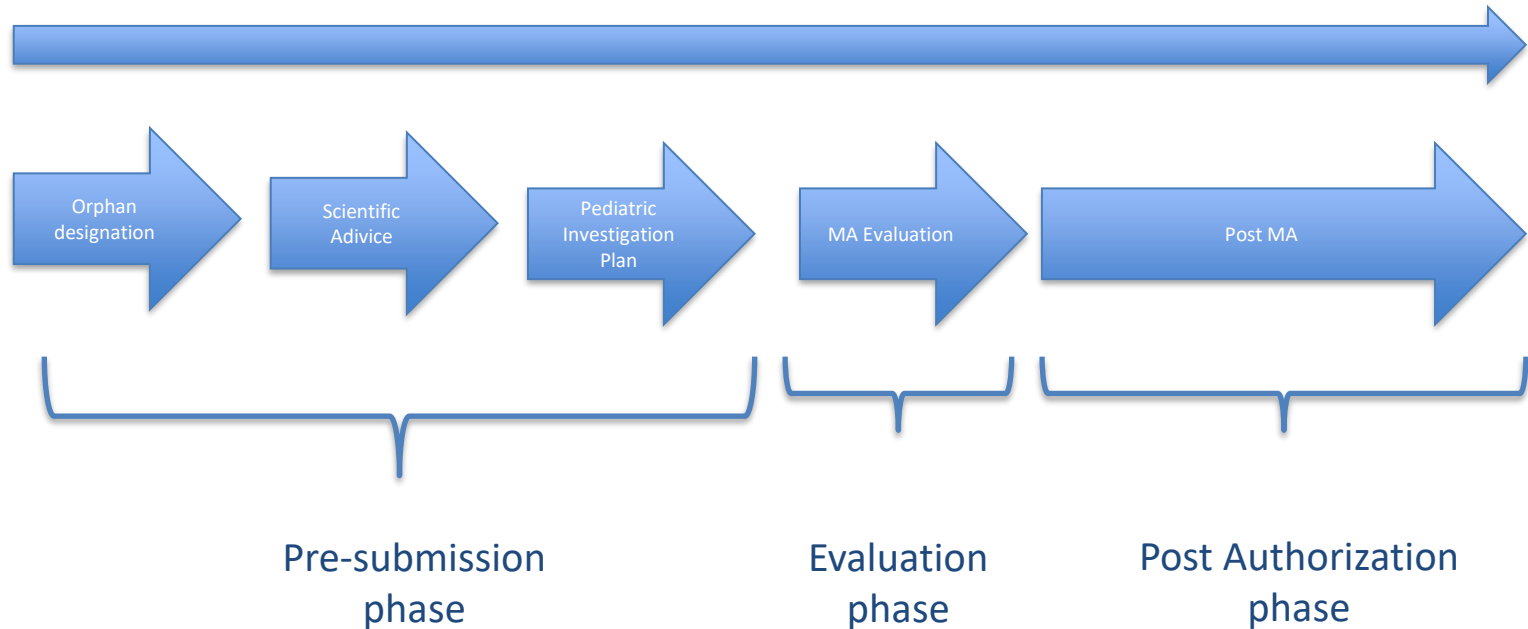 Orphan
designation
Scientific
Adivice
Pediatric
Investigation
Plan
MA Evaluation
Post MA
Pre-submission
phase
Evaluation
phase
Post Authorization
phase